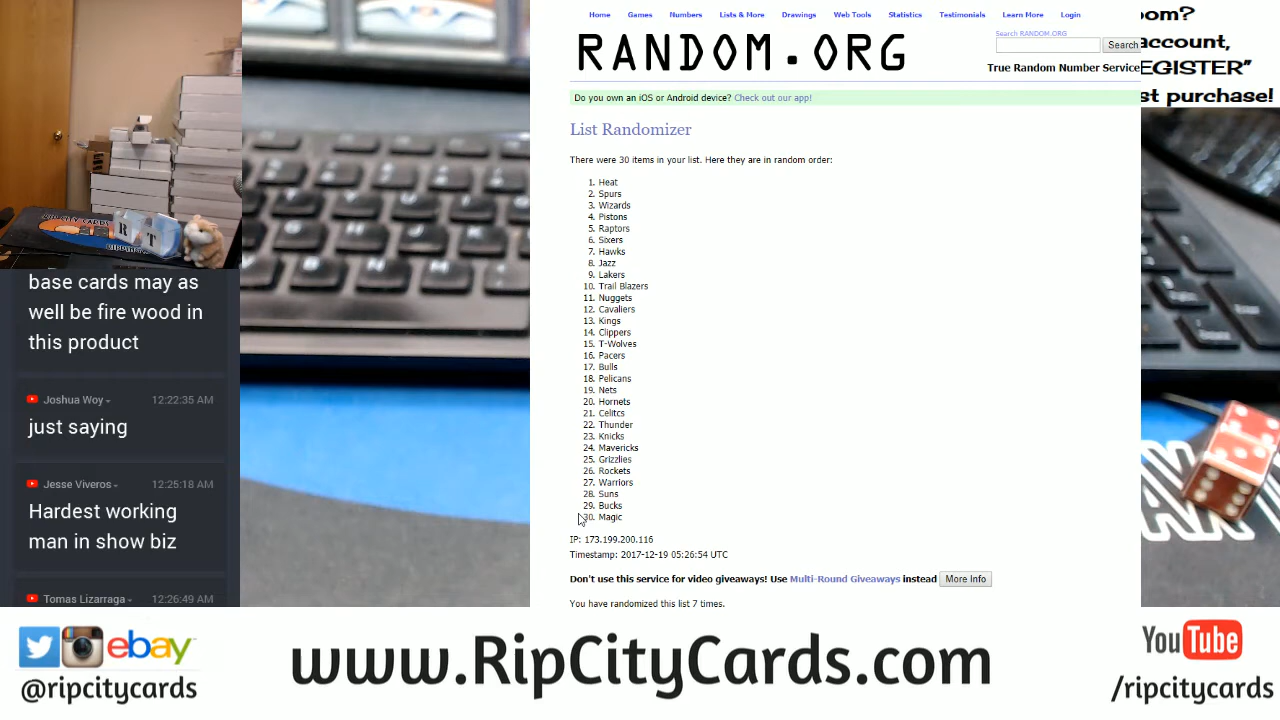 Home Games Numbers Lists & More Drawings Web Tools Statistics Testimonials Learn More Login
RANDOM.ORG
Search RANDOM.ORG
Search
True Random Number Service
Do you own an iOS or Android device? Check out our app!
List Randomizer
There were 30 items in your list. Here they are in random order:
1. Heat
2. Spurs
3. Wizards
4. Pistons
5. Raptors
6. Sixers
7. Hawks
8. Jazz
9. Lakers
10. Trail Blazers
11. Nuggets
12. Cavaliers
13. Kings
14. Clippers
15. T-Wolves
16. Pacers
17. Bulls
18. Pelicans
19. Nets
20. Hornets
21. Celitcs
22. Thunder
23. Knicks
24. Mavericks
25. Grizzlies
26. Rockets
27. Warriors
28. Suns
29. Bucks
30. Magic
IP: 173.199.200.116
Timestamp: 2017-12-19 05:26:54 UTC
Don't use this service for video giveaways! Use Multi-Round Giveaways instead More Info
You have randomized this list 7 times.
oom?
account,
EGISTER"
st purchase!
R T
base cards may as
well be fire wood in
this product
Joshua Woy 12:22:35 AM
just saying
Jesse Viveros 12:25:18 AM
Hardest working
man in show biz
Tomas Lizarraga 12:26:49 AM
ebay
@ripcitycards
www.RipCityCards.com
YouTube
/ripcitycards